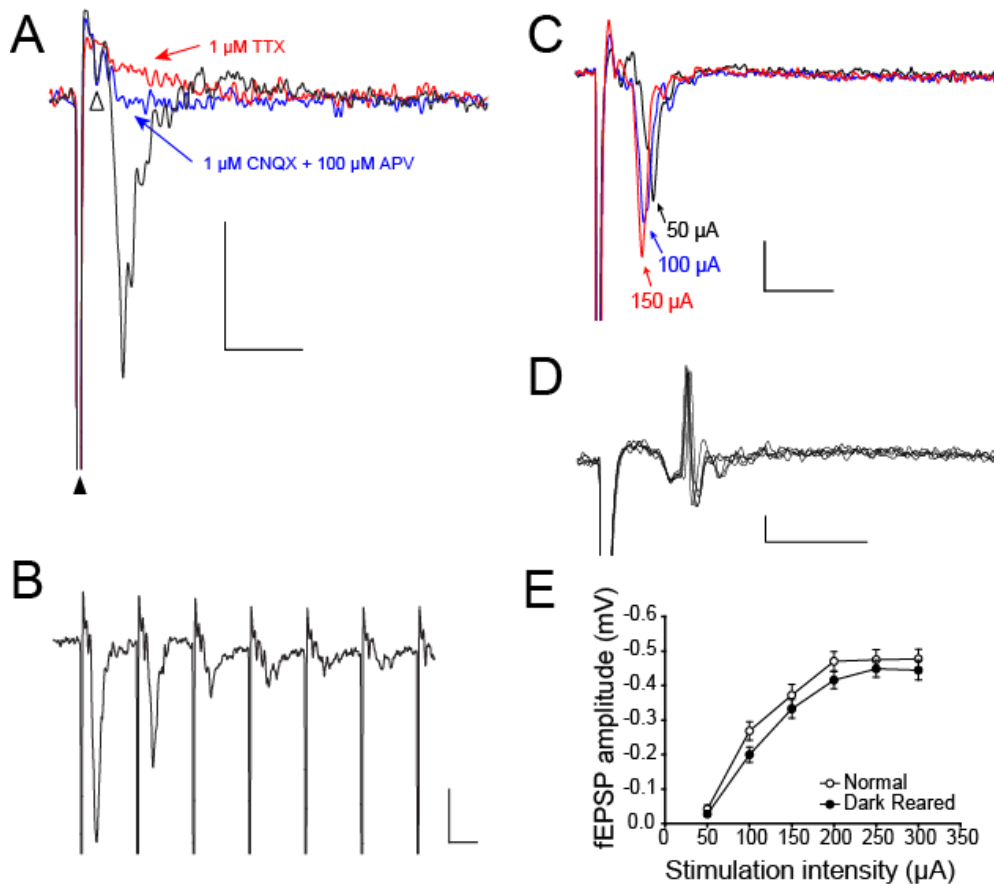 A
1 µM TTX
1 µM CNQX + 100 µM APV
B
C
50 µA
100 µA
150 µA
D
E
fEPSP amplitude (mV)
-0.6
-0.5
-0.4
-0.3
-0.2
-0.1
0.0
Normal
Dark Reared
0 50 100 150 200 250 300 350
Stimulation intensity (µA)